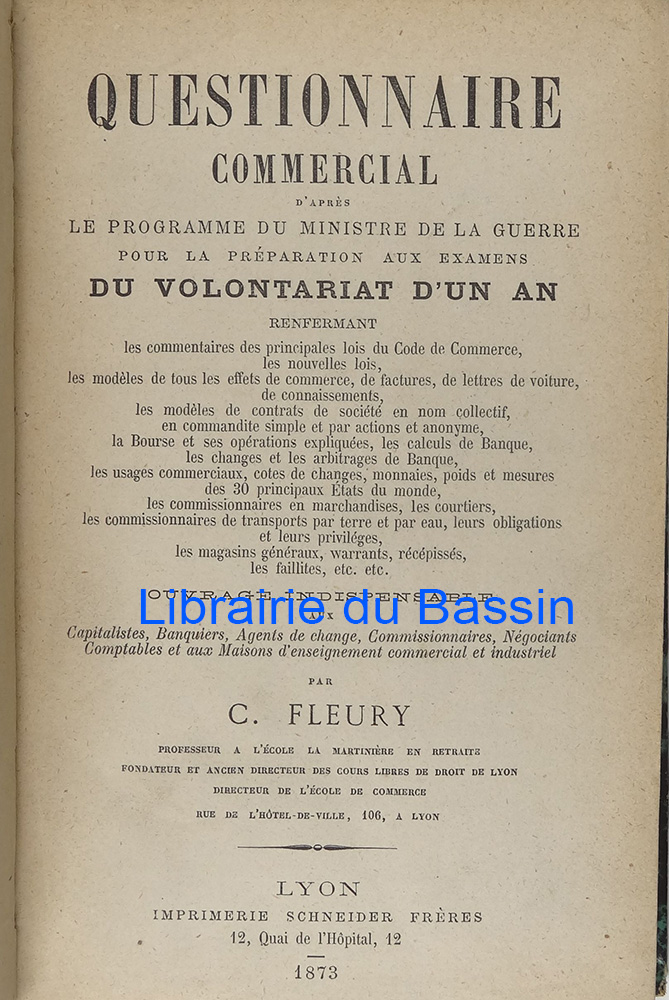 QUESTIONNAIRE
COMMERCIAL
D'APRÈS
LE PROGRAMME DU MINISTRE DE LA GUERRE
POUR LA PRÉPARATION AUX EXAMENS
DU VOLONTARIAT D'UN AN
RENFERMANT
les commentaires des principales lois du Code de Commerce,
les nouvelles lois,
les modèles de tous les effets de commerce, de factures, de lettres de voiture,
de connaissements,
les modèles de contrats de société en nom collectif,
en commandite simple et par actions et anonyme,
la Bourse et ses opérations expliquées, les calculs de Banque,
les changes et les arbitrages de Banque,
les usages commerciaux, cotes de changes, monnaies, poids et mesures
des 30 principaux États du monde,
les commissionnaires en marchandises, les courtiers,
les commissionnaires de transports par terre et par eau, leurs obligations
et leurs priviléges,
les magasins généraux, warrants, récépissés,
les faillites, etc. etc.
OUVRAGE INDISPENSABLE
Librairie du Bassin
AUX
Capitalistes, Banquiers, Agents de change, Commissionnaires, Négociants
Comptables et aux Maisons d'enseignement commercial et industriel
PAR
C. FLEURY
PROFESSEUR A L'ÉCOLE LA MARTINIÈRE EN RETRAITE
FONDATEUR ET ANCIEN DIRECTEUR DES COURS LIBRES DE DROIT DE LYON
DIRECTEUR DE L'ÉCOLE DE COMMERCE
RUE DE L'HÔTEL-DE-VILLE, 106, A LYON
LYON
IMPRIMERIE SCHNEIDER FRÈRES
12, Quai de l'Hôpital, 12
1873